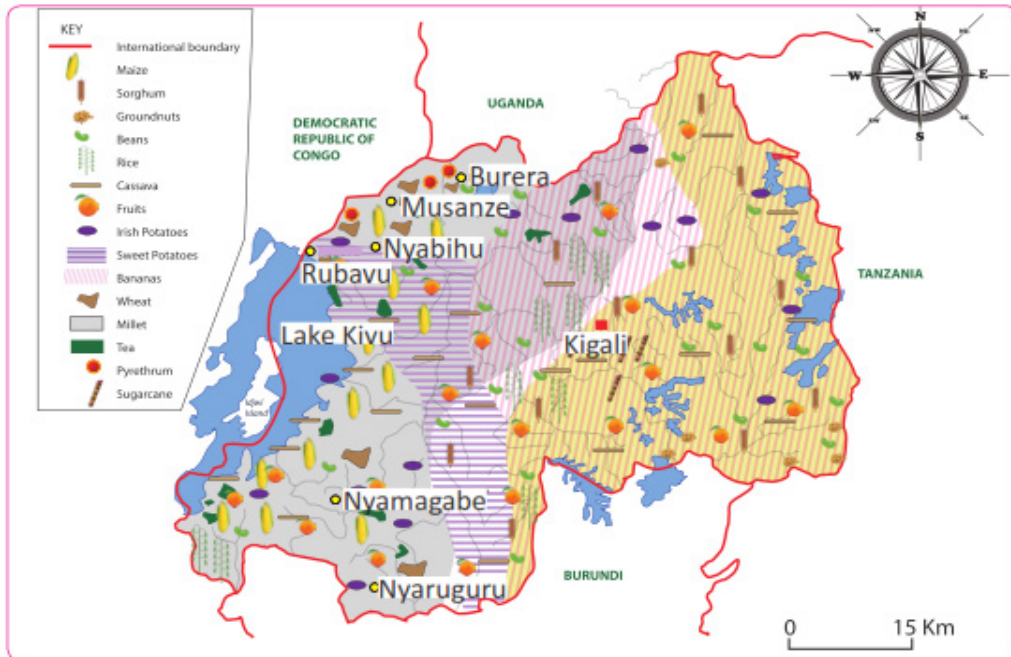 KEY
International boundary
Maize
Sorghum
Groundnuts
Beans
Rice
Cassava
Fruits
Irish Potatoes
Sweet Potatoes
Bananas
Wheat
Millet
Tea
Pyrethrum
Sugarcane
N
W
E
S
UGANDA
DEMOCRATIC
REPUBLIC OF
CONGO
Burera
Musanze
Nyabihu
Rubavu
TANZANIA
Lake Kivu
Kigali
Idjwi
Island
Nyamagabe
Nyaruguru
BURUNDI
0 15 Km